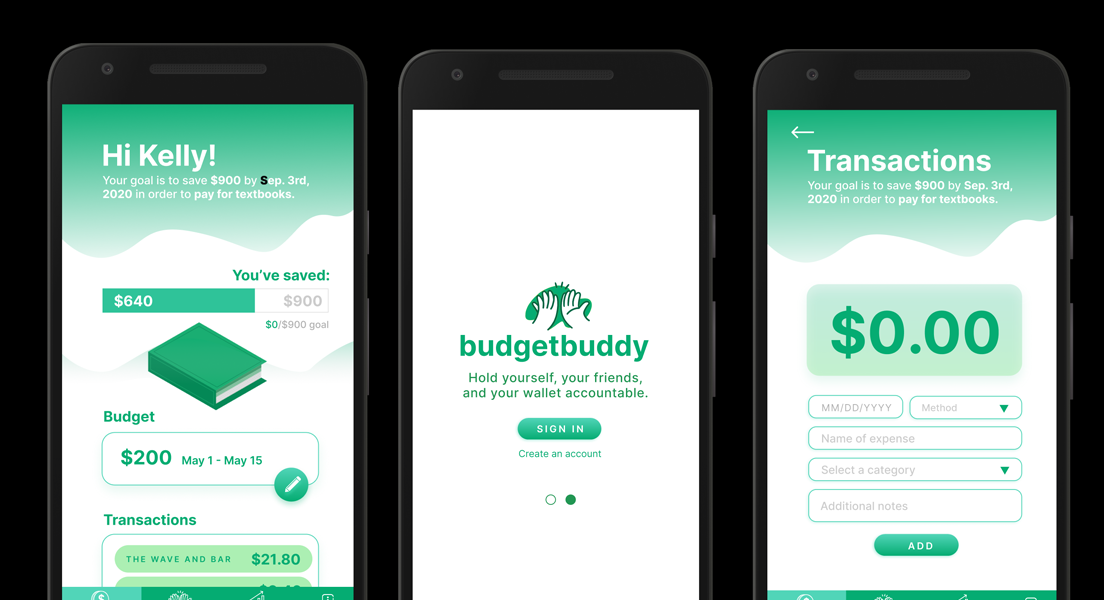 Hi Kelly!
Your goal is to save $900 by Sep. 3rd,
2020 in order to pay for textbooks.
You've saved:
$640 $900
$0/$900 goal
Budget
$200 May 1 - May 15
Transactions
THE WAVE AND BAR $21.80
budgetbuddy
Hold yourself, your friends,
and your wallet accountable.
SIGN IN
Create an account
Transactions
Your goal is to save $900 by Sep. 3rd,
2020 in order to pay for textbooks.
$0.00
MM/DD/YYYY Method
Name of expense
Select a category
Additional notes
ADD